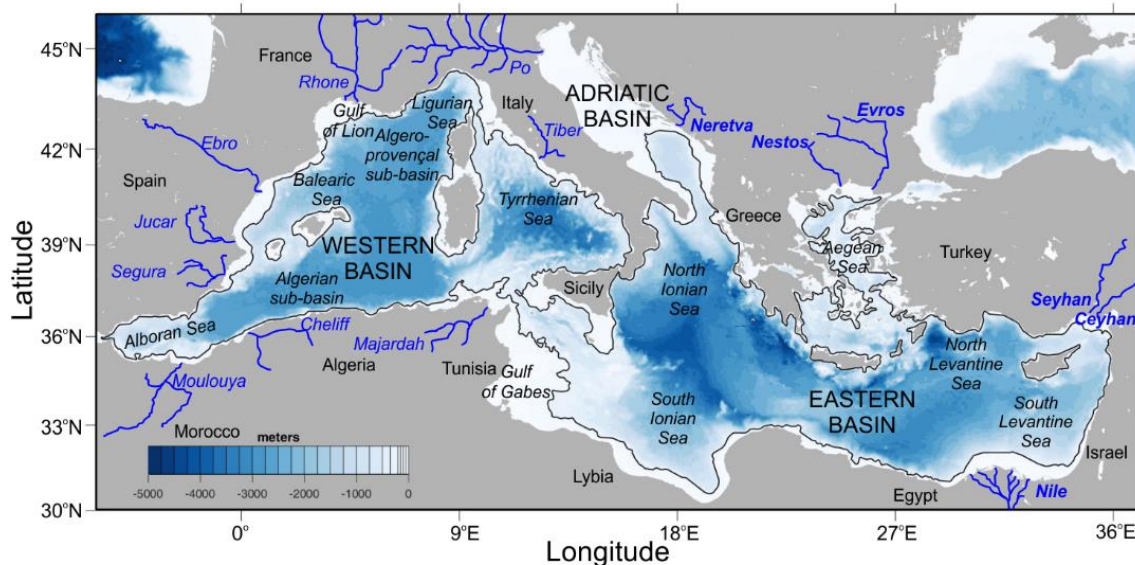 45°N
42°N
39°N
36°N
33°N
30°N
Latitude
France
Rhone
Po
Gulf
of Lion
Ligurian
Sea
Italy
ADRIATIC
BASIN
Neretva
Nestos
Evros
Ebro
Algero-
provençal
sub-basin
Tiber
Spain
Balearic
Sea
Jucar
Tyrrhenian
Sea
Greece
Aegean
Sea
Turkey
Segura
WESTERN
BASIN
Algerian
sub-basin
Sicily
North
Ionian
Sea
Seyhan
Ceyhan
Alboran Sea
Cheliff
Majardah
Algeria
Tunisia
Gulf
of Gabes
North
Levantine
Sea
Moulouya
South
Ionian
Sea
EASTERN
BASIN
South
Levantine
Sea
Morocco
meters
-5000
-4000
-3000
-2000
-1000
0
Lybia
Egypt
Nile
Israel
0°
9°E
18°E
27°E
36°E
Longitude